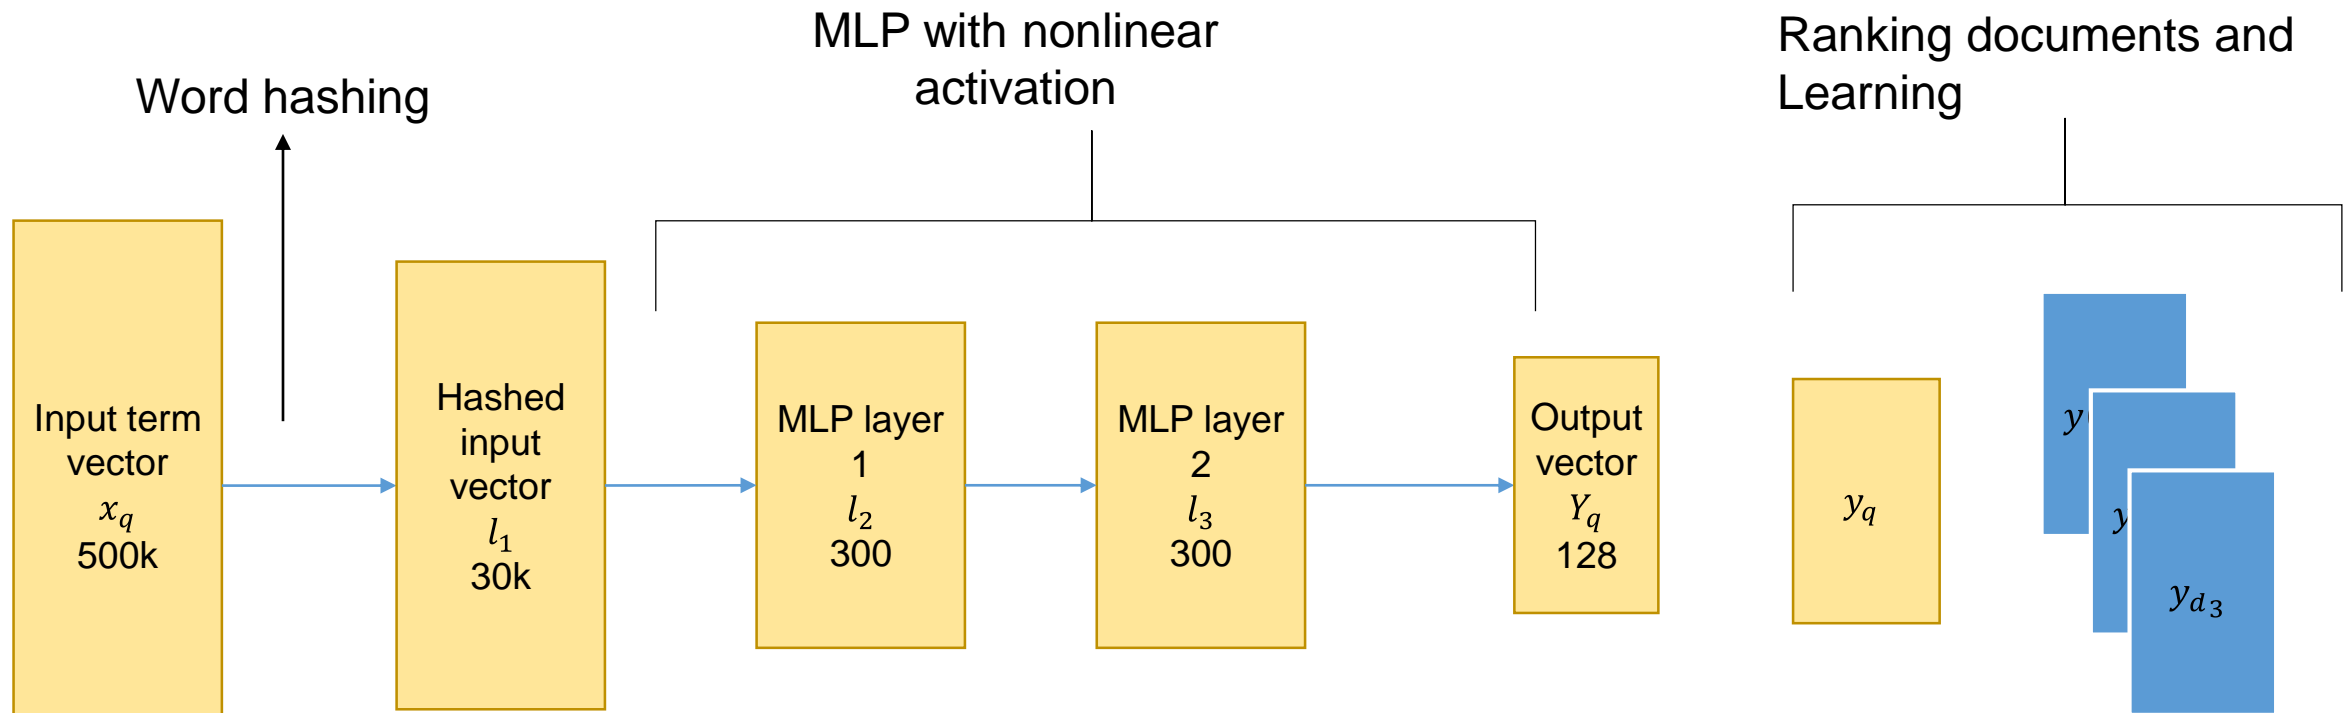 Word hashing
MLP with nonlinear
activation
Ranking documents and
Learning
Input term
vector
x_q
500k
Hashed
input
vector
l_1
30k
MLP layer
1
l_2
300
MLP layer
2
l_3
300
Output
vector
Y_q
128
y_q
y
y
y_{d_3}